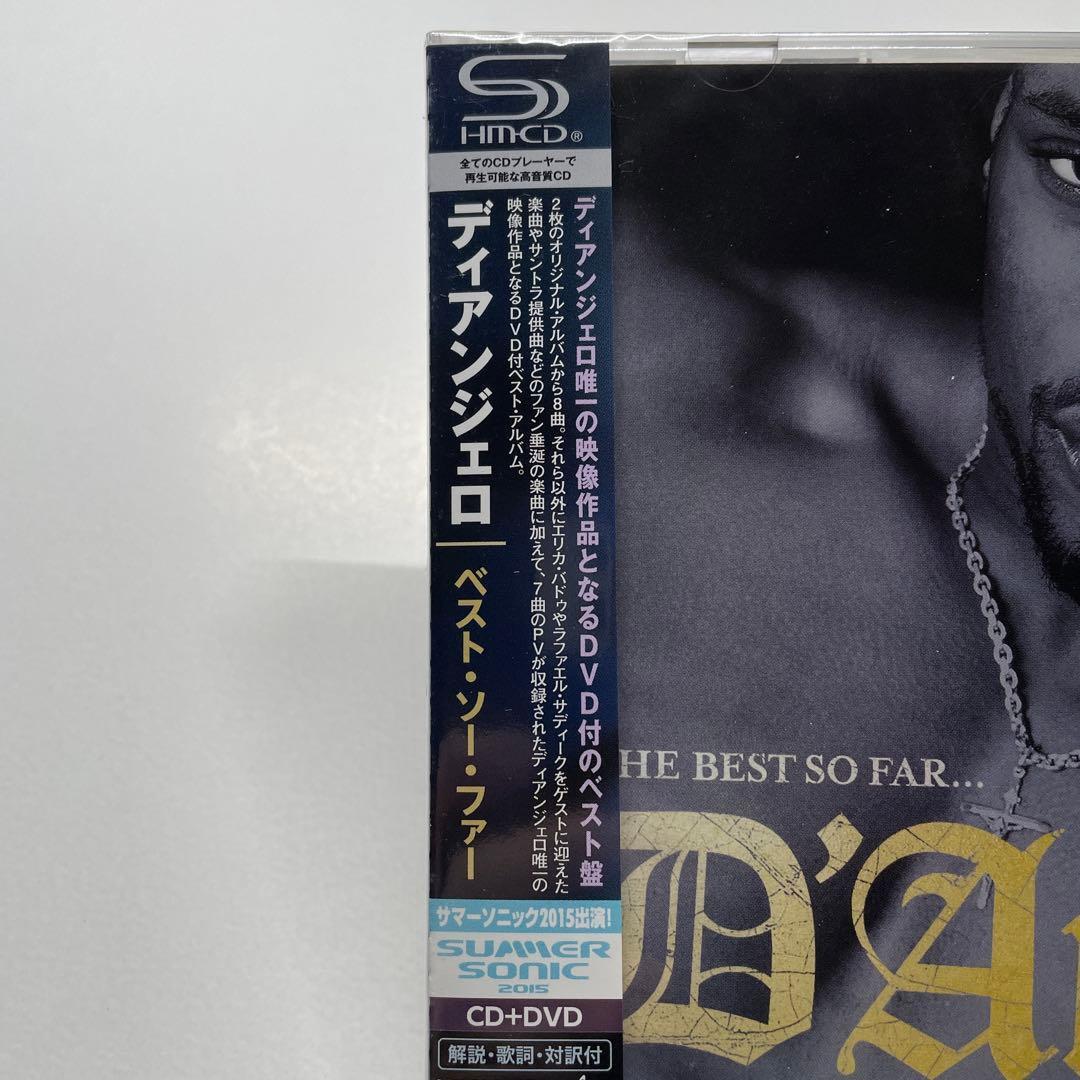 HM-CD®
全てのCDプレーヤーで
再生可能な高音質CD
ディアンジェロ唯一の映像作品となるDVD付のベスト盤
2枚のオリジナル・アルバムから8曲。それら以外にエリカ・バドゥやラファエル・サディークをゲストに迎えた
楽曲やサントラ提供曲などのファン垂涎の楽曲に加えて、7曲のPVが収録されたディアンジェロ唯一の
映像作品となるDVD付ベスト・アルバム。
ディアンジェロ
ベスト・ソー・ファー
サマーソニック2015出演!
SUMMER
SONIC
2015
CD+DVD
解説・歌詞・対訳付
HE BEST SO FAR...
D'A